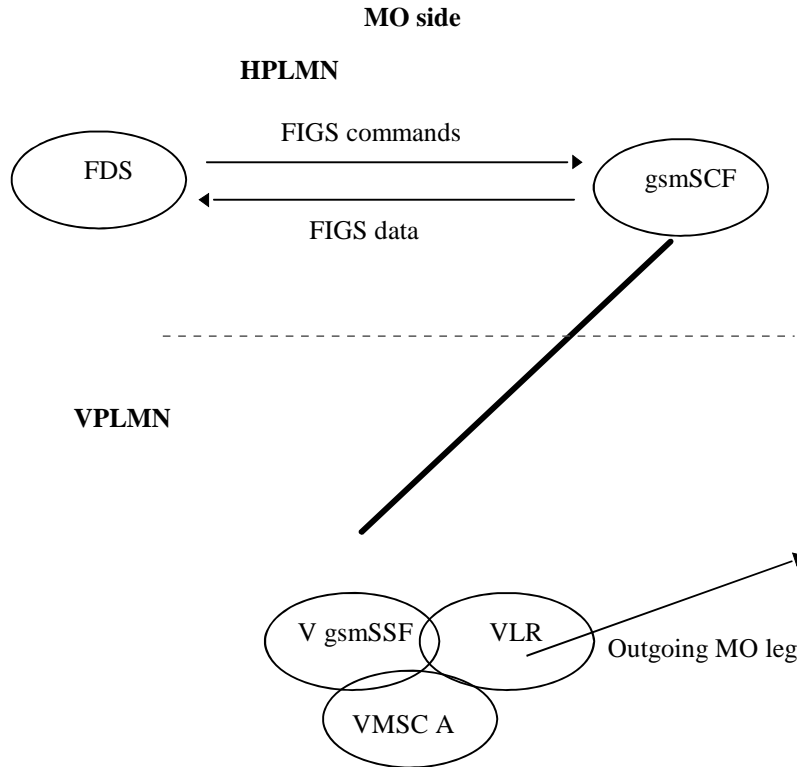 MO side
HPLMN
FIGS commands
FDS
gsmSCF
FIGS data
VPLMN
V gsmSSF
VLR
Outgoing MO leg
VMSC A